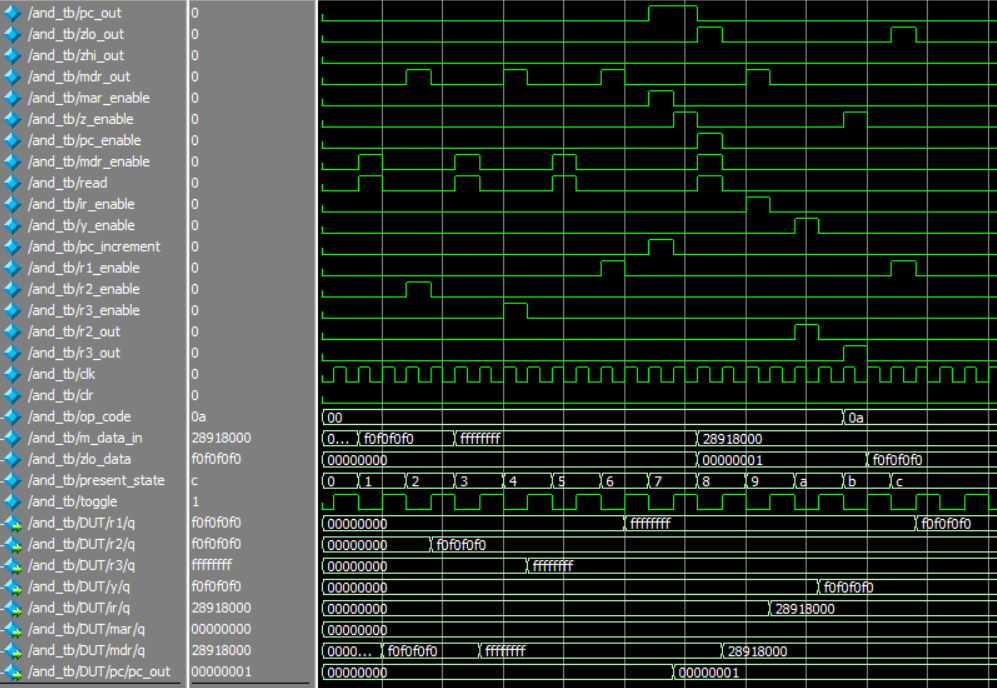 /and_tb/pc_out 0
/and_tb/zlo_out 0
/and_tb/zhi_out 0
/and_tb/mdr_out 0
/and_tb/mar_enable 0
/and_tb/z_enable 0
/and_tb/pc_enable 0
/and_tb/mdr_enable 0
/and_tb/read 0
/and_tb/ir_enable 0
/and_tb/y_enable 0
/and_tb/pc_increment 0
/and_tb/r1_enable 0
/and_tb/r2_enable 0
/and_tb/r3_enable 0
/and_tb/r2_out 0
/and_tb/r3_out 0
/and_tb/clk 0
/and_tb/clr 0
/and_tb/op_code 0a 00 0a
/and_tb/m_data_in 28918000 0... f0f0f0f0 ffffffff 28918000
/and_tb/zlo_data f0f0f0f0 00000000 00000001 f0f0f0f0
/and_tb/present_state c 0 1 2 3 4 5 6 7 8 9 a b c
/and_tb/toggle 1
/and_tb/DUT/r1/q f0f0f0f0 00000000 ffffffff f0f0f0f0
/and_tb/DUT/r2/q f0f0f0f0 00000000 f0f0f0f0
/and_tb/DUT/r3/q ffffffff 00000000 ffffffff
/and_tb/DUT/y/q f0f0f0f0 00000000 f0f0f0f0
/and_tb/DUT/ir/q 28918000 00000000 28918000
/and_tb/DUT/mar/q 00000000 00000000
/and_tb/DUT/mdr/q 28918000 0000... f0f0f0f0 ffffffff 28918000
/and_tb/DUT/pc/pc_out 00000001 00000000 00000001